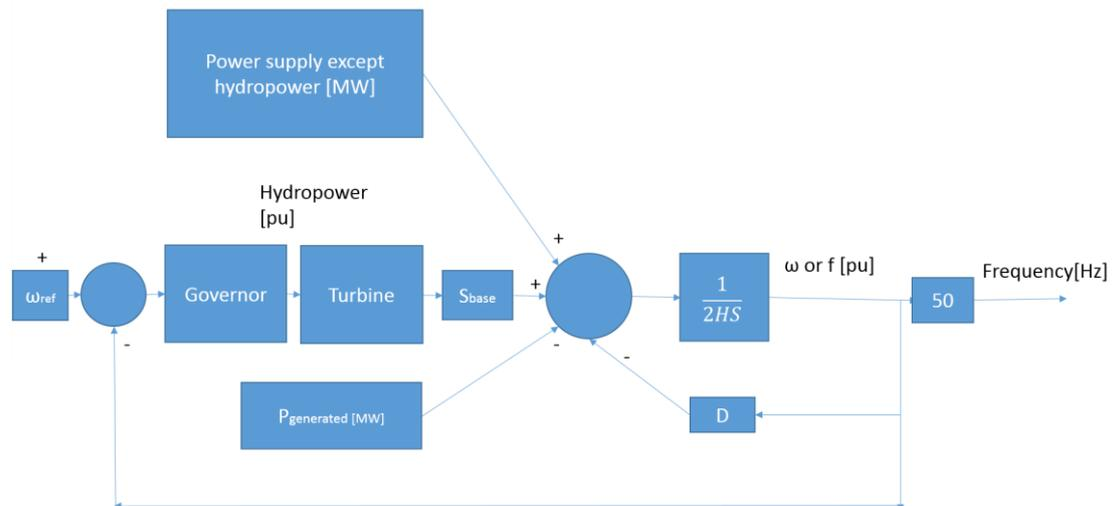 Power supply except
hydropower [MW]
Hydropower
[pu]
+
ωref
Governor
Turbine
Sbase
+
+
-
-
-
1
2HS
ω or f [pu]
50
Frequency[Hz]
Pgenerated [MW]
D